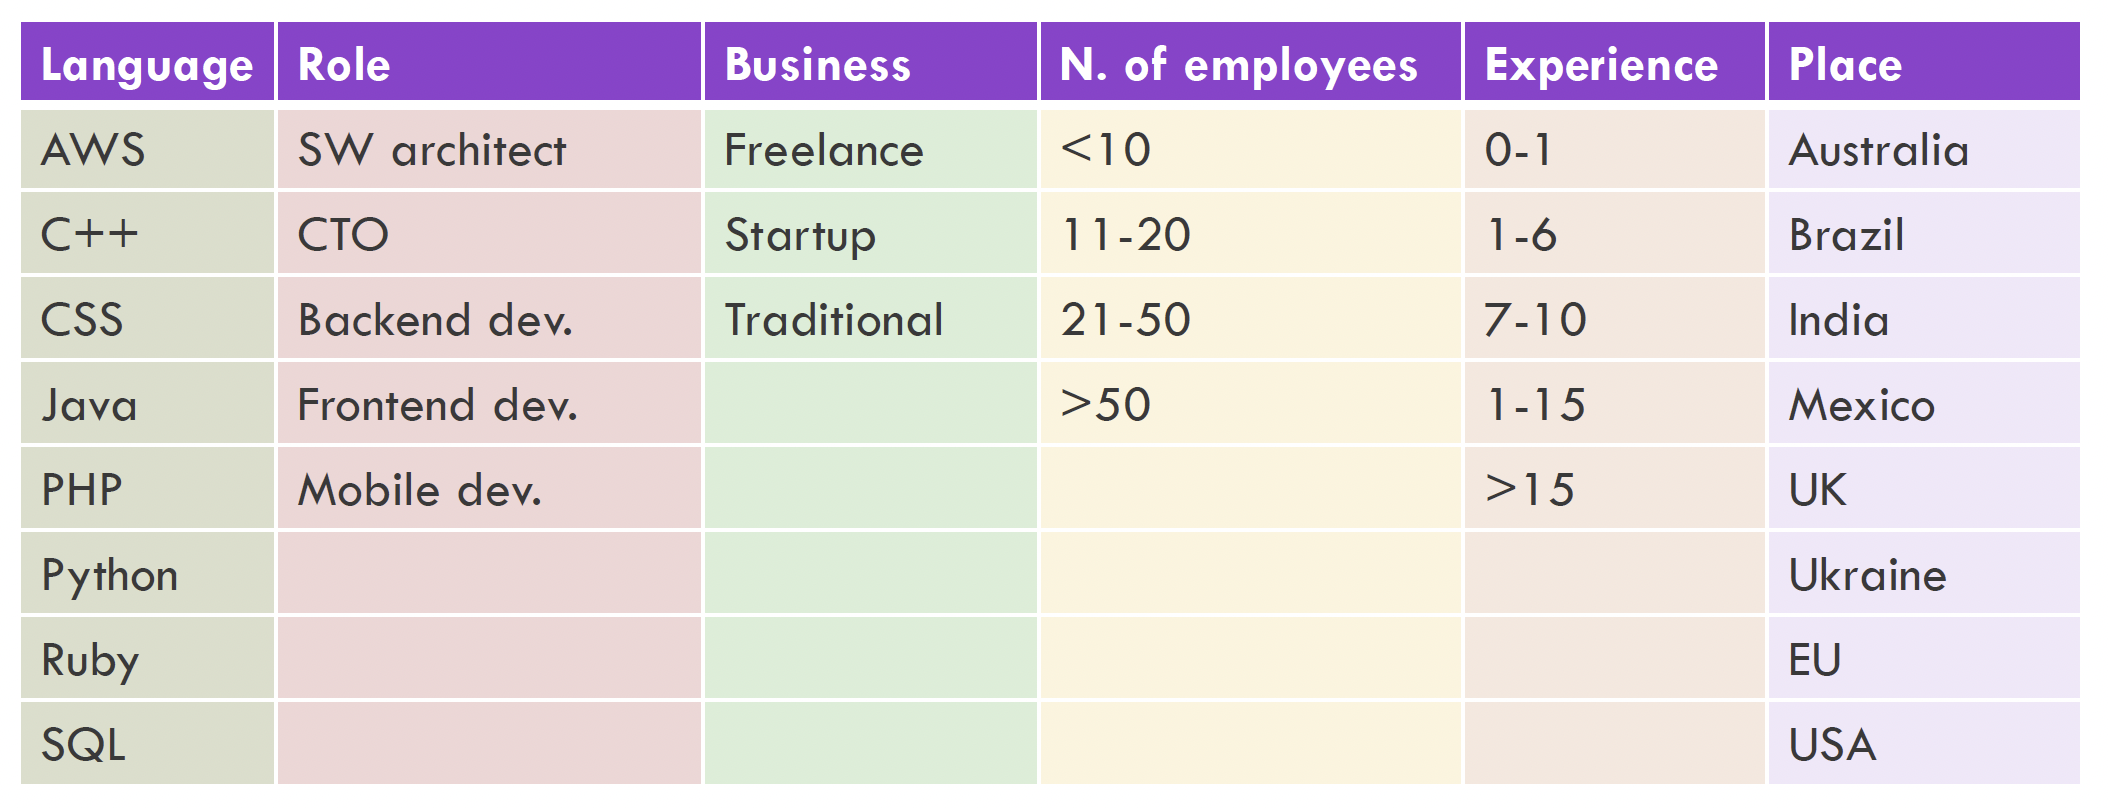 Language Role Business N. of employees Experience Place
AWS SW architect Freelance <10 0-1 Australia
C++ CTO Startup 11-20 1-6 Brazil
CSS Backend dev. Traditional 21-50 7-10 India
Java Frontend dev. >50 1-15 Mexico
PHP Mobile dev. >15 UK
Python Ukraine
Ruby EU
SQL USA